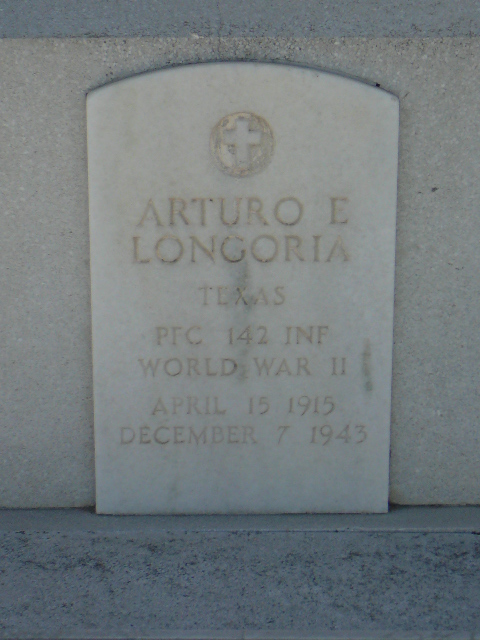 ARTURO E
LONGORIA
TEXAS
PFC 142 INF
WORLD WAR II
APRIL 15 1915
DECEMBER 7 1943